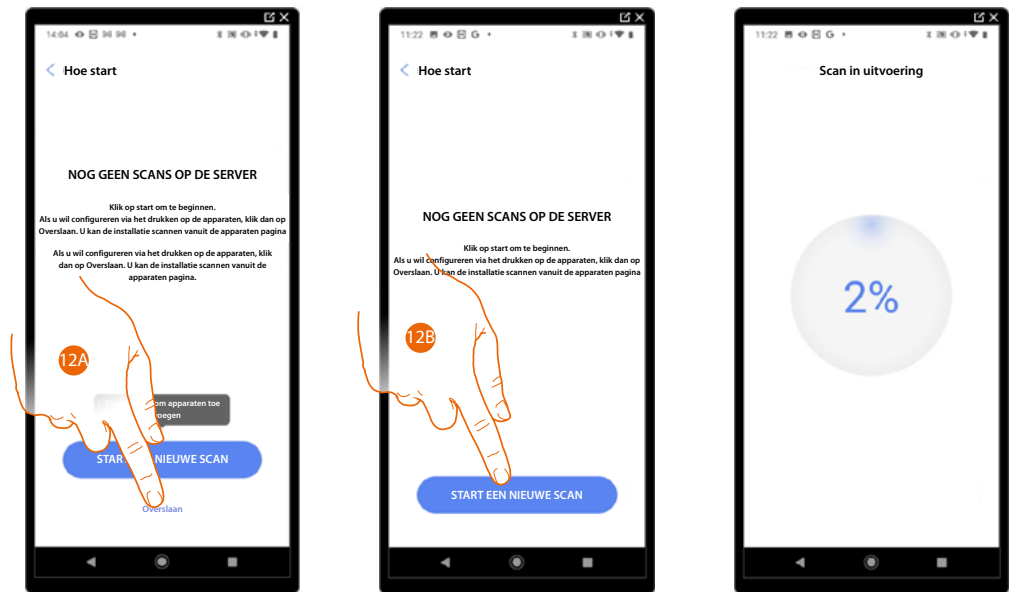 14:04
Hoe start
NOG GEEN SCANS OP DE SERVER
Klik op start om te beginnen.
Als u wil configureren via het drukken op de apparaten, klik dan op
Overslaan. U kan de installatie scannen vanuit de apparaten pagina
Als u wil configureren via het drukken op de apparaten, klik
dan op Overslaan. U kan de installatie scannen vanuit de
apparaten pagina.
12A
om apparaten toe
voegen
START NIEUWE SCAN
Overslaan
11:22 G
Hoe start
NOG GEEN SCANS OP DE SERVER
Klik op start om te beginnen.
Als u wil configureren via het drukken op de apparaten, klik dan op
Overslaan. U kan de installatie scannen vanuit de apparaten pagina
12B
START EEN NIEUWE SCAN
11:22 G
Scan in uitvoering
2%